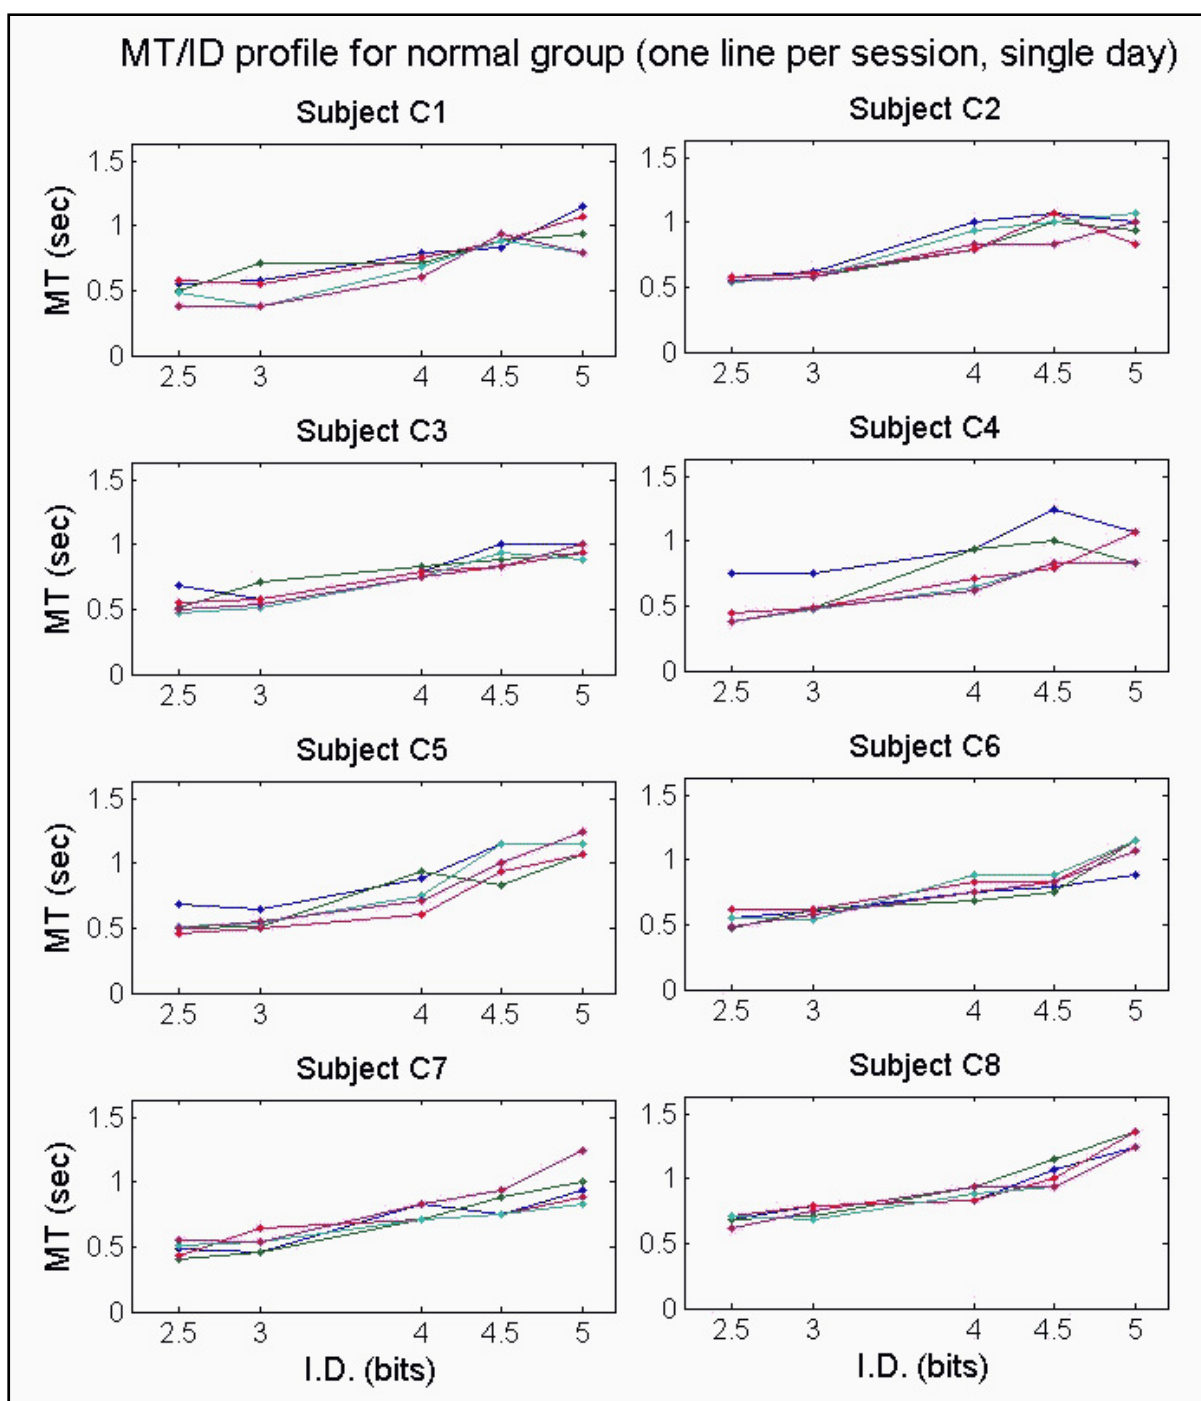 MT/ID profile for normal group (one line per session, single day)
Subject C1
MT (sec)
1.5
1
0.5
0
2.5 3 4 4.5 5
Subject C2
1.5
1
0.5
0
2.5 3 4 4.5 5
Subject C3
MT (sec)
1.5
1
0.5
0
2.5 3 4 4.5 5
Subject C4
1.5
1
0.5
0
2.5 3 4 4.5 5
Subject C5
MT (sec)
1.5
1
0.5
0
2.5 3 4 4.5 5
Subject C6
1.5
1
0.5
0
2.5 3 4 4.5 5
Subject C7
MT (sec)
1.5
1
0.5
0
2.5 3 4 4.5 5
I.D. (bits)
Subject C8
1.5
1
0.5
0
2.5 3 4 4.5 5
I.D. (bits)